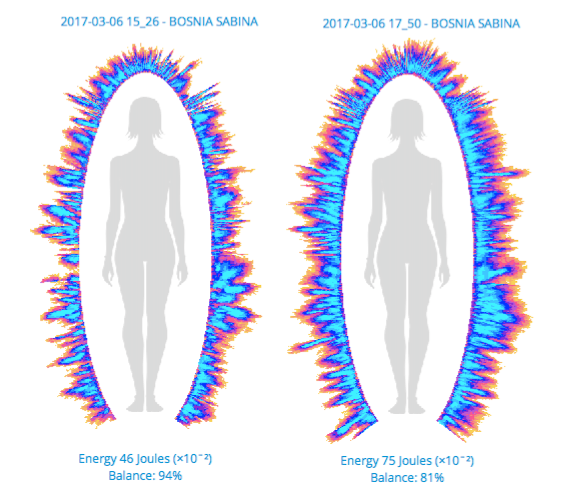 2017-03-06 15_26 - BOSNIA SABINA
2017-03-06 17_50 - BOSNIA SABINA
Energy 46 Joules (×10⁻²)
Balance: 94%
Energy 75 Joules (×10⁻²)
Balance: 81%